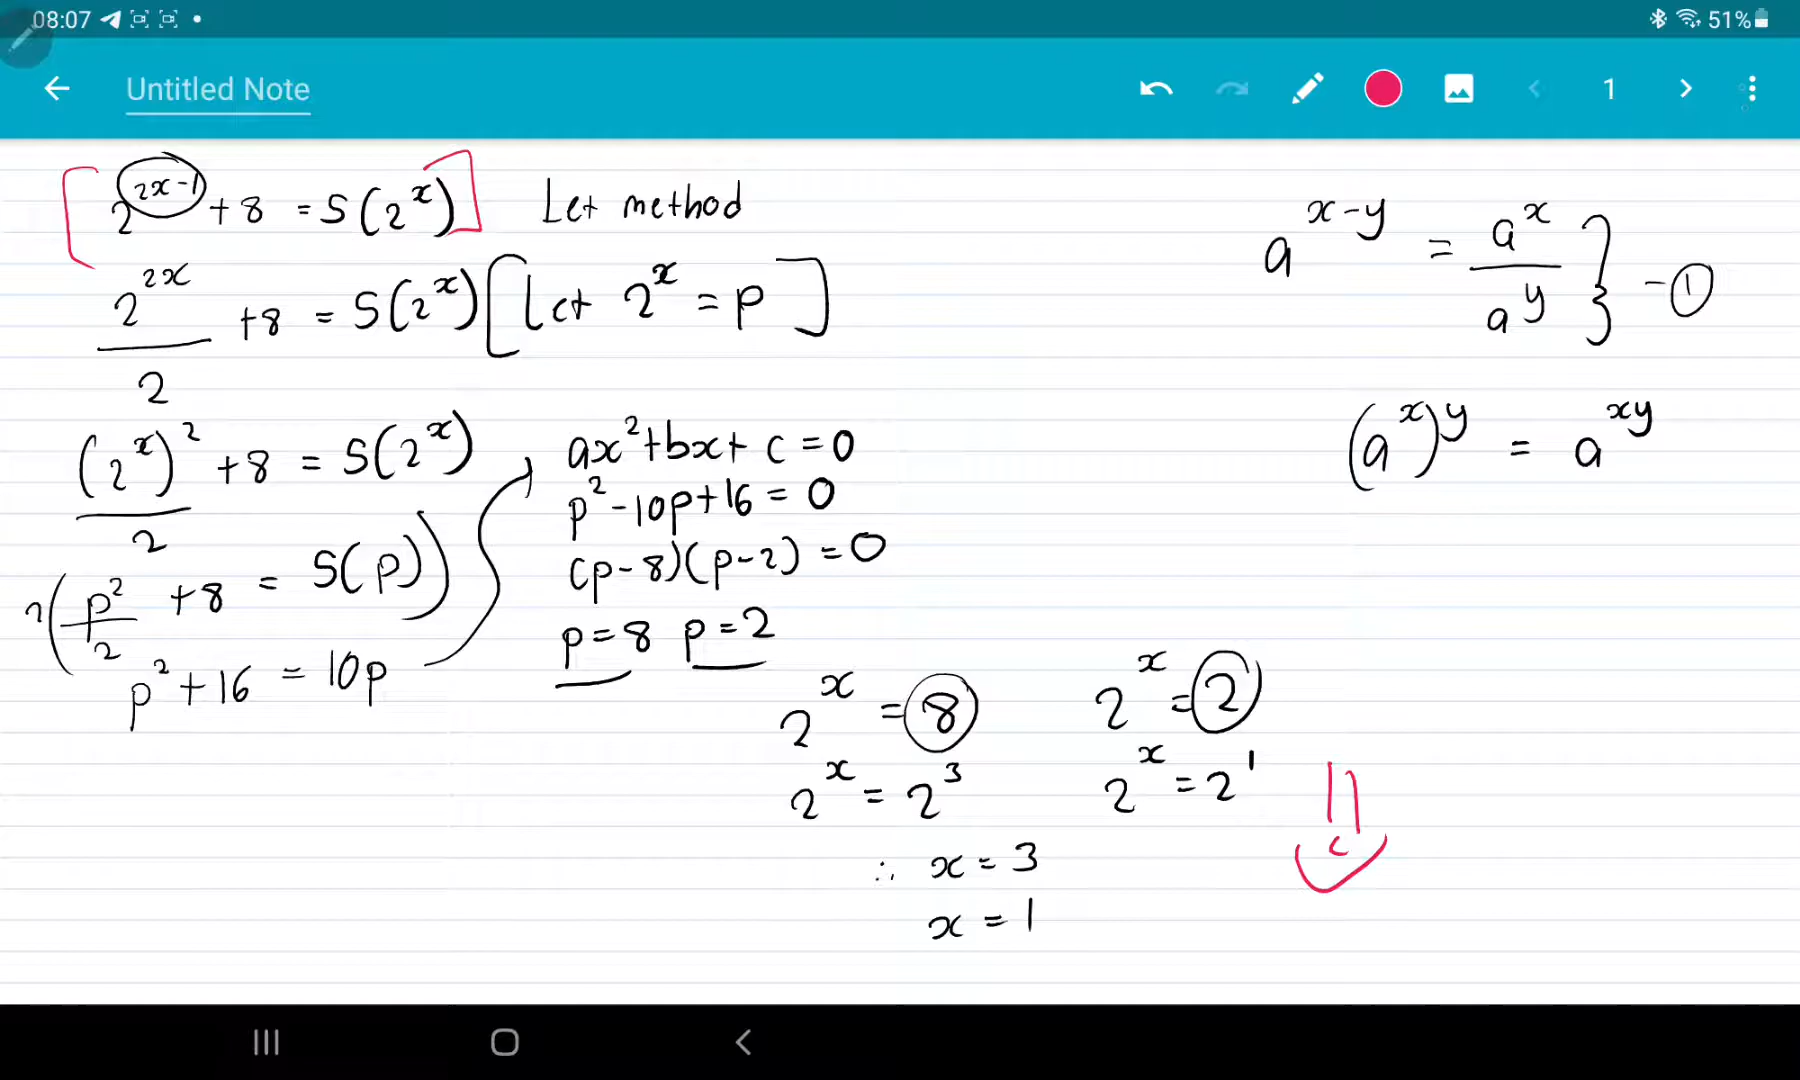 08:07
51%
Untitled Note
1
2^(2x-1) + 8 = 5(2^x) Let method
2^(2x)/2 + 8 = 5(2^x) [Let 2^x = p]
(2^x)^2/2 + 8 = 5(2^x)
2(p^2/2 + 8 = 5(p))
p^2 + 16 = 10p
ax^2 + bx + c = 0
p^2 - 10p + 16 = 0
(p-8)(p-2) = 0
p = 8 p = 2
2^x = 8 2^x = 2
2^x = 2^3 2^x = 2^1
∴ x = 3
x = 1
a^(x-y) = a^x/a^y } - ①
(a^x)^y = a^(xy)